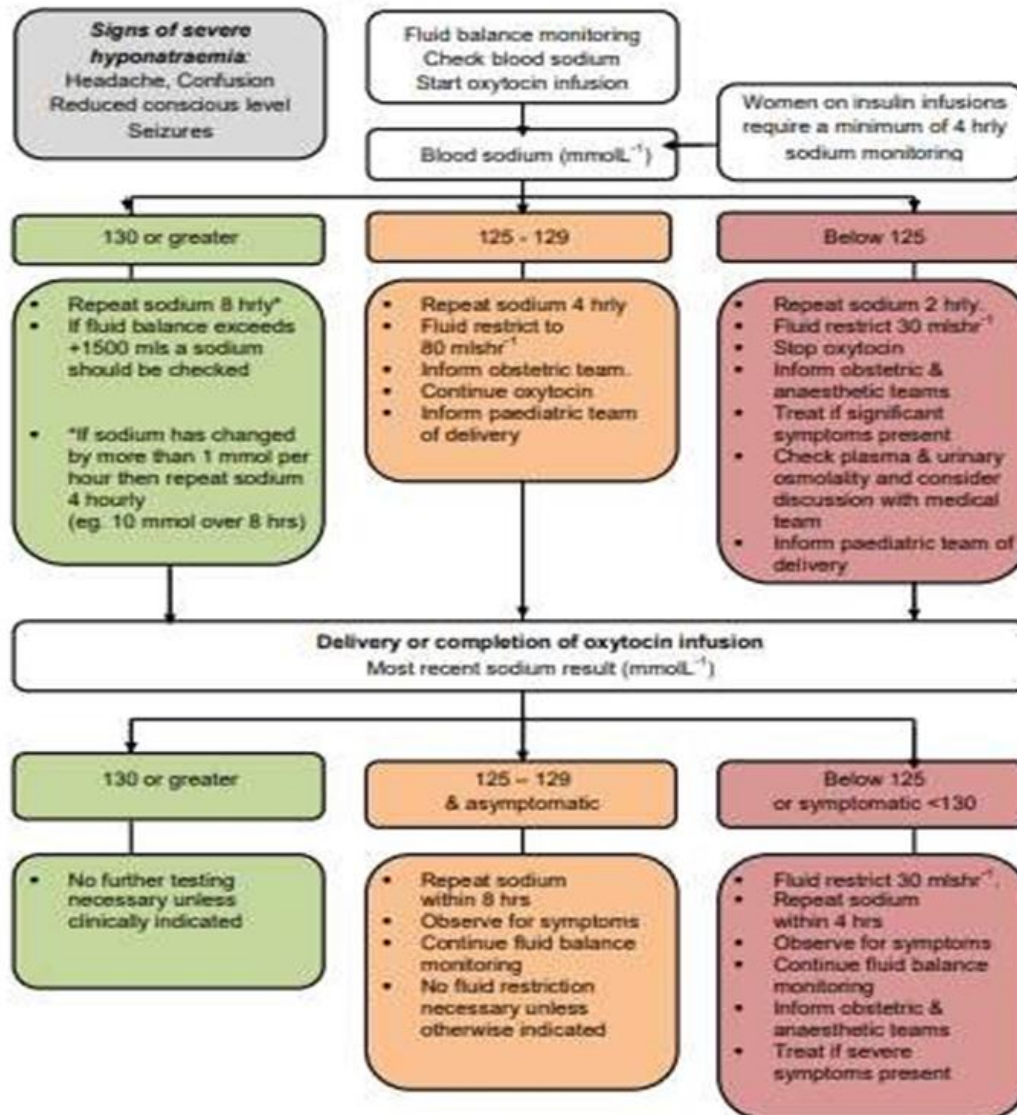 Signs of severe
hyponatraemia:
Headache, Confusion
Reduced conscious level
Seizures
Fluid balance monitoring
Check blood sodium
Start oxytocin infusion
Women on insulin infusions
require a minimum of 4 hrly
sodium monitoring
Blood sodium (mmolL⁻¹)
130 or greater
• Repeat sodium 8 hrly*
• If fluid balance exceeds
+1500 mls a sodium
should be checked
• *If sodium has changed
by more than 1 mmol per
hour then repeat sodium
4 hourly
(eg. 10 mmol over 8 hrs)
125 - 129
• Repeat sodium 4 hrly
• Fluid restrict to
80 mlshr⁻¹
• Inform obstetric team.
• Continue oxytocin
• Inform paediatric team
of delivery
Below 125
• Repeat sodium 2 hrly.
• Fluid restrict 30 mlshr⁻¹
• Stop oxytocin
• Inform obstetric &
anaesthetic teams
• Treat if significant
symptoms present
• Check plasma & urinary
osmolality and consider
discussion with medical
team
• Inform paediatric team of
delivery
Delivery or completion of oxytocin infusion
Most recent sodium result (mmolL⁻¹)
130 or greater
• No further testing
necessary unless
clinically indicated
125 – 129
& asymptomatic
• Repeat sodium
within 8 hrs
• Observe for symptoms
• Continue fluid balance
monitoring
• No fluid restriction
necessary unless
otherwise indicated
Below 125
or symptomatic <130
• Fluid restrict 30 mlshr⁻¹.
• Repeat sodium
within 4 hrs
• Observe for symptoms
• Continue fluid balance
monitoring
• Inform obstetric &
anaesthetic teams
• Treat if severe
symptoms present